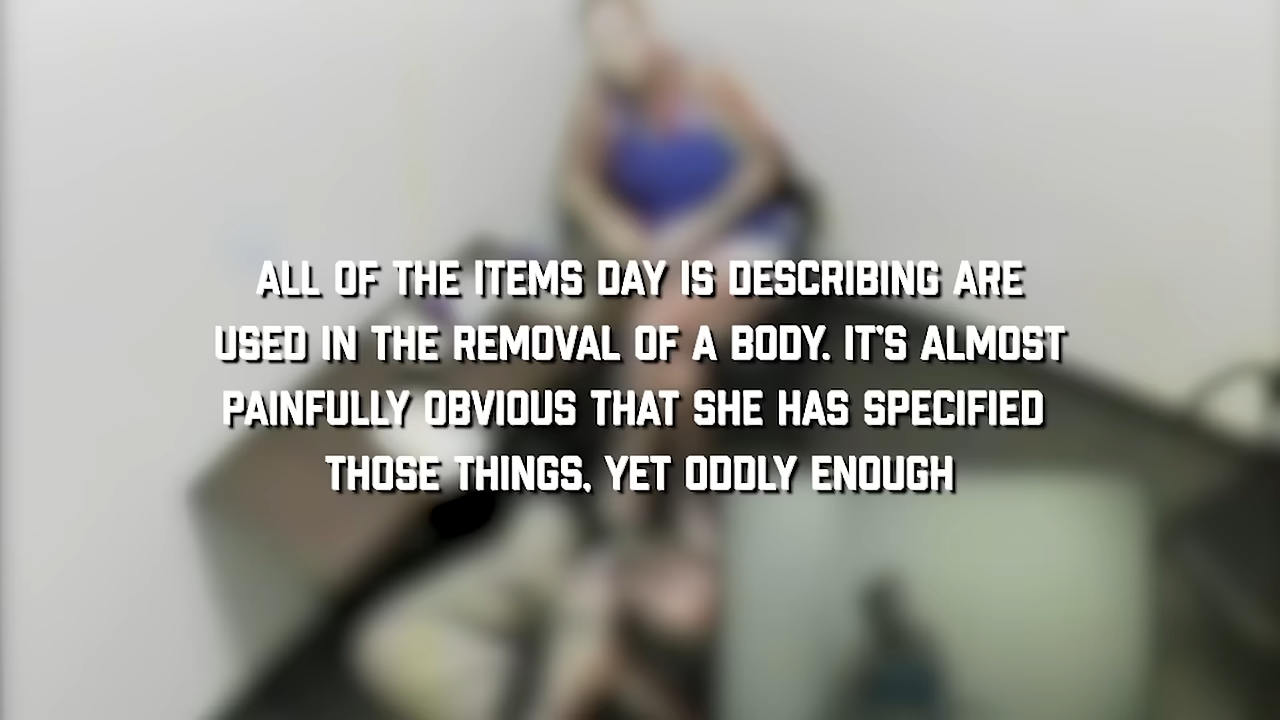 ALL OF THE ITEMS DAY IS DESCRIBING ARE
USED IN THE REMOVAL OF A BODY. IT'S ALMOST
PAINFULLY OBVIOUS THAT SHE HAS SPECIFIED
THOSE THINGS, YET ODDLY ENOUGH